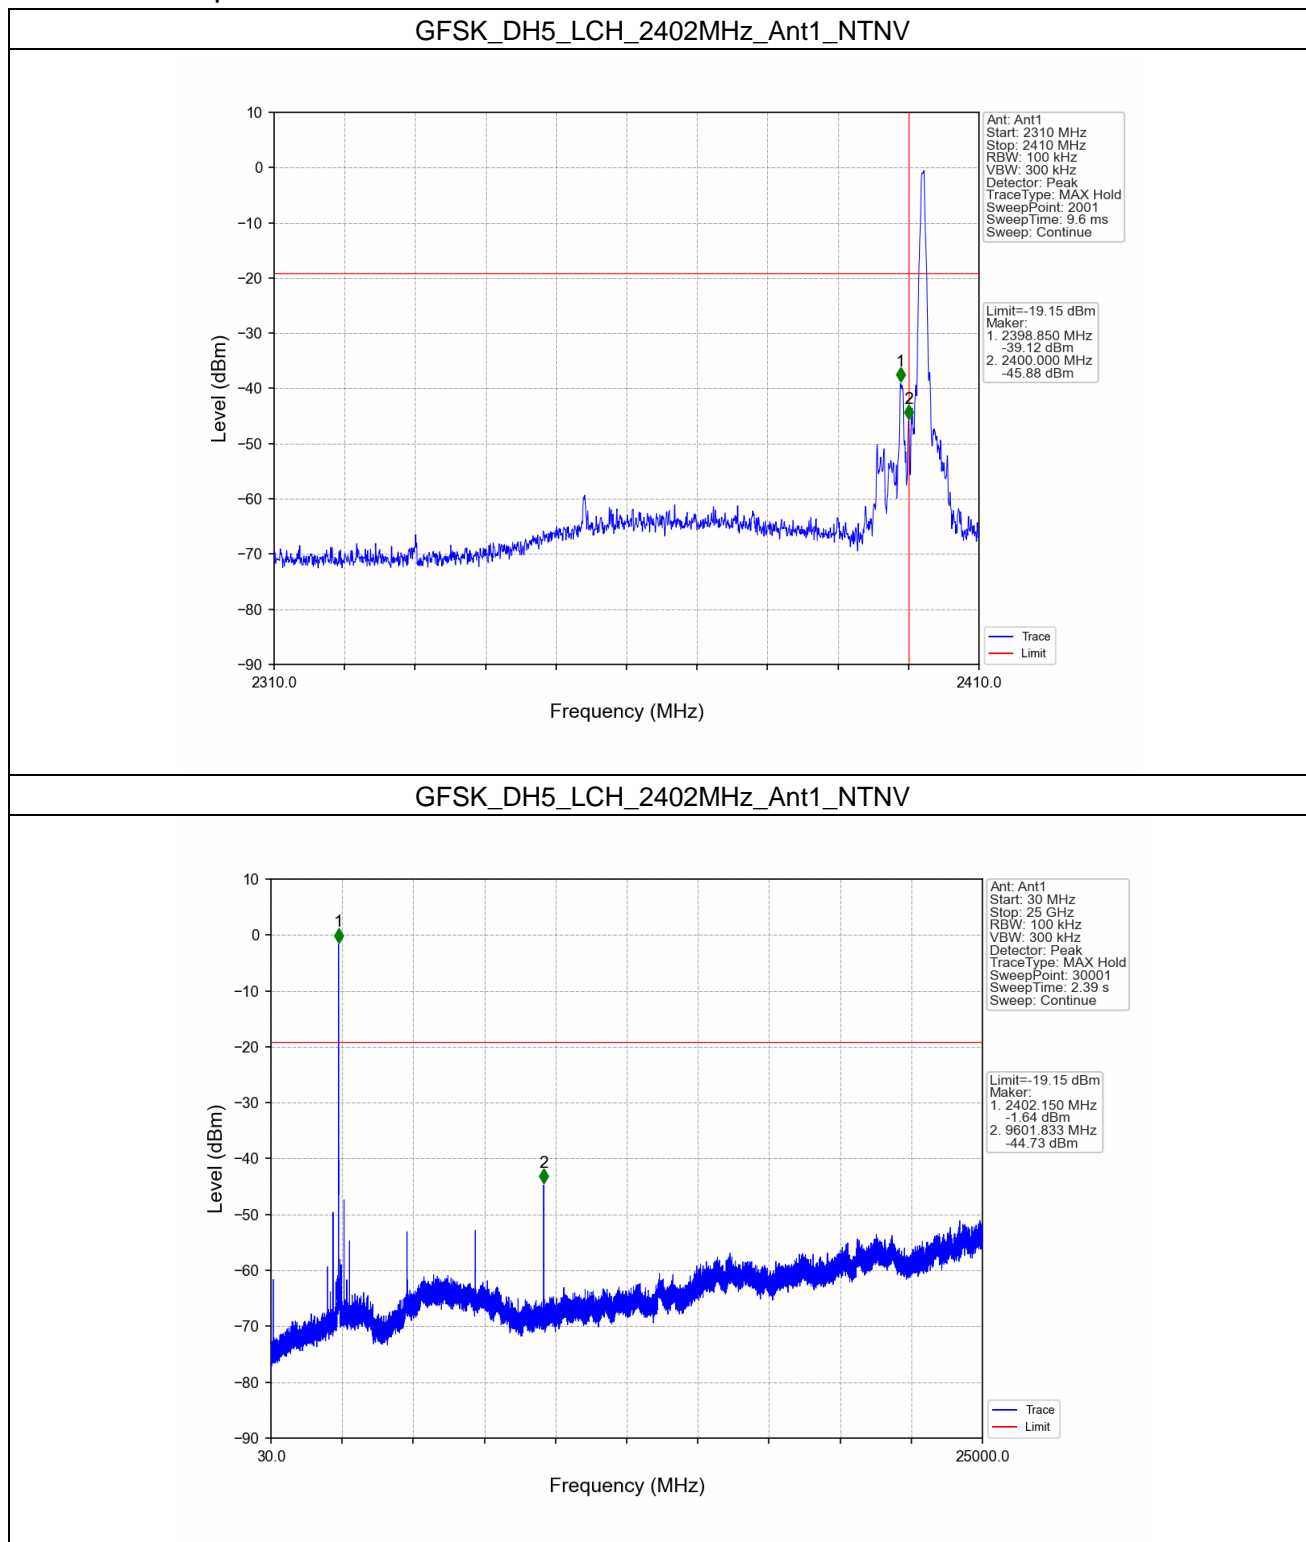 GFSK_DH5_LCH_2402MHz_Ant1_NTNV
10
0
−10
−20
−30
−40
−50
−60
−70
−80
−90
Level (dBm)
2310.0
2410.0
Frequency (MHz)
1
2
Ant: Ant1
Start: 2310 MHz
Stop: 2410 MHz
RBW: 100 kHz
VBW: 300 kHz
Detector: Peak
TraceType: MAX Hold
SweepPoint: 2001
SweepTime: 9.6 ms
Sweep: Continue
Limit=-19.15 dBm
Maker:
1. 2398.850 MHz
-39.12 dBm
2. 2400.000 MHz
-45.88 dBm
Trace
Limit
GFSK_DH5_LCH_2402MHz_Ant1_NTNV
10
0
−10
−20
−30
−40
−50
−60
−70
−80
−90
Level (dBm)
30.0
25000.0
Frequency (MHz)
1
2
Ant: Ant1
Start: 30 MHz
Stop: 25 GHz
RBW: 100 kHz
VBW: 300 kHz
Detector: Peak
TraceType: MAX Hold
SweepPoint: 30001
SweepTime: 2.39 s
Sweep: Continue
Limit=-19.15 dBm
Maker:
1. 2402.150 MHz
-1.64 dBm
2. 9601.833 MHz
-44.73 dBm
Trace
Limit